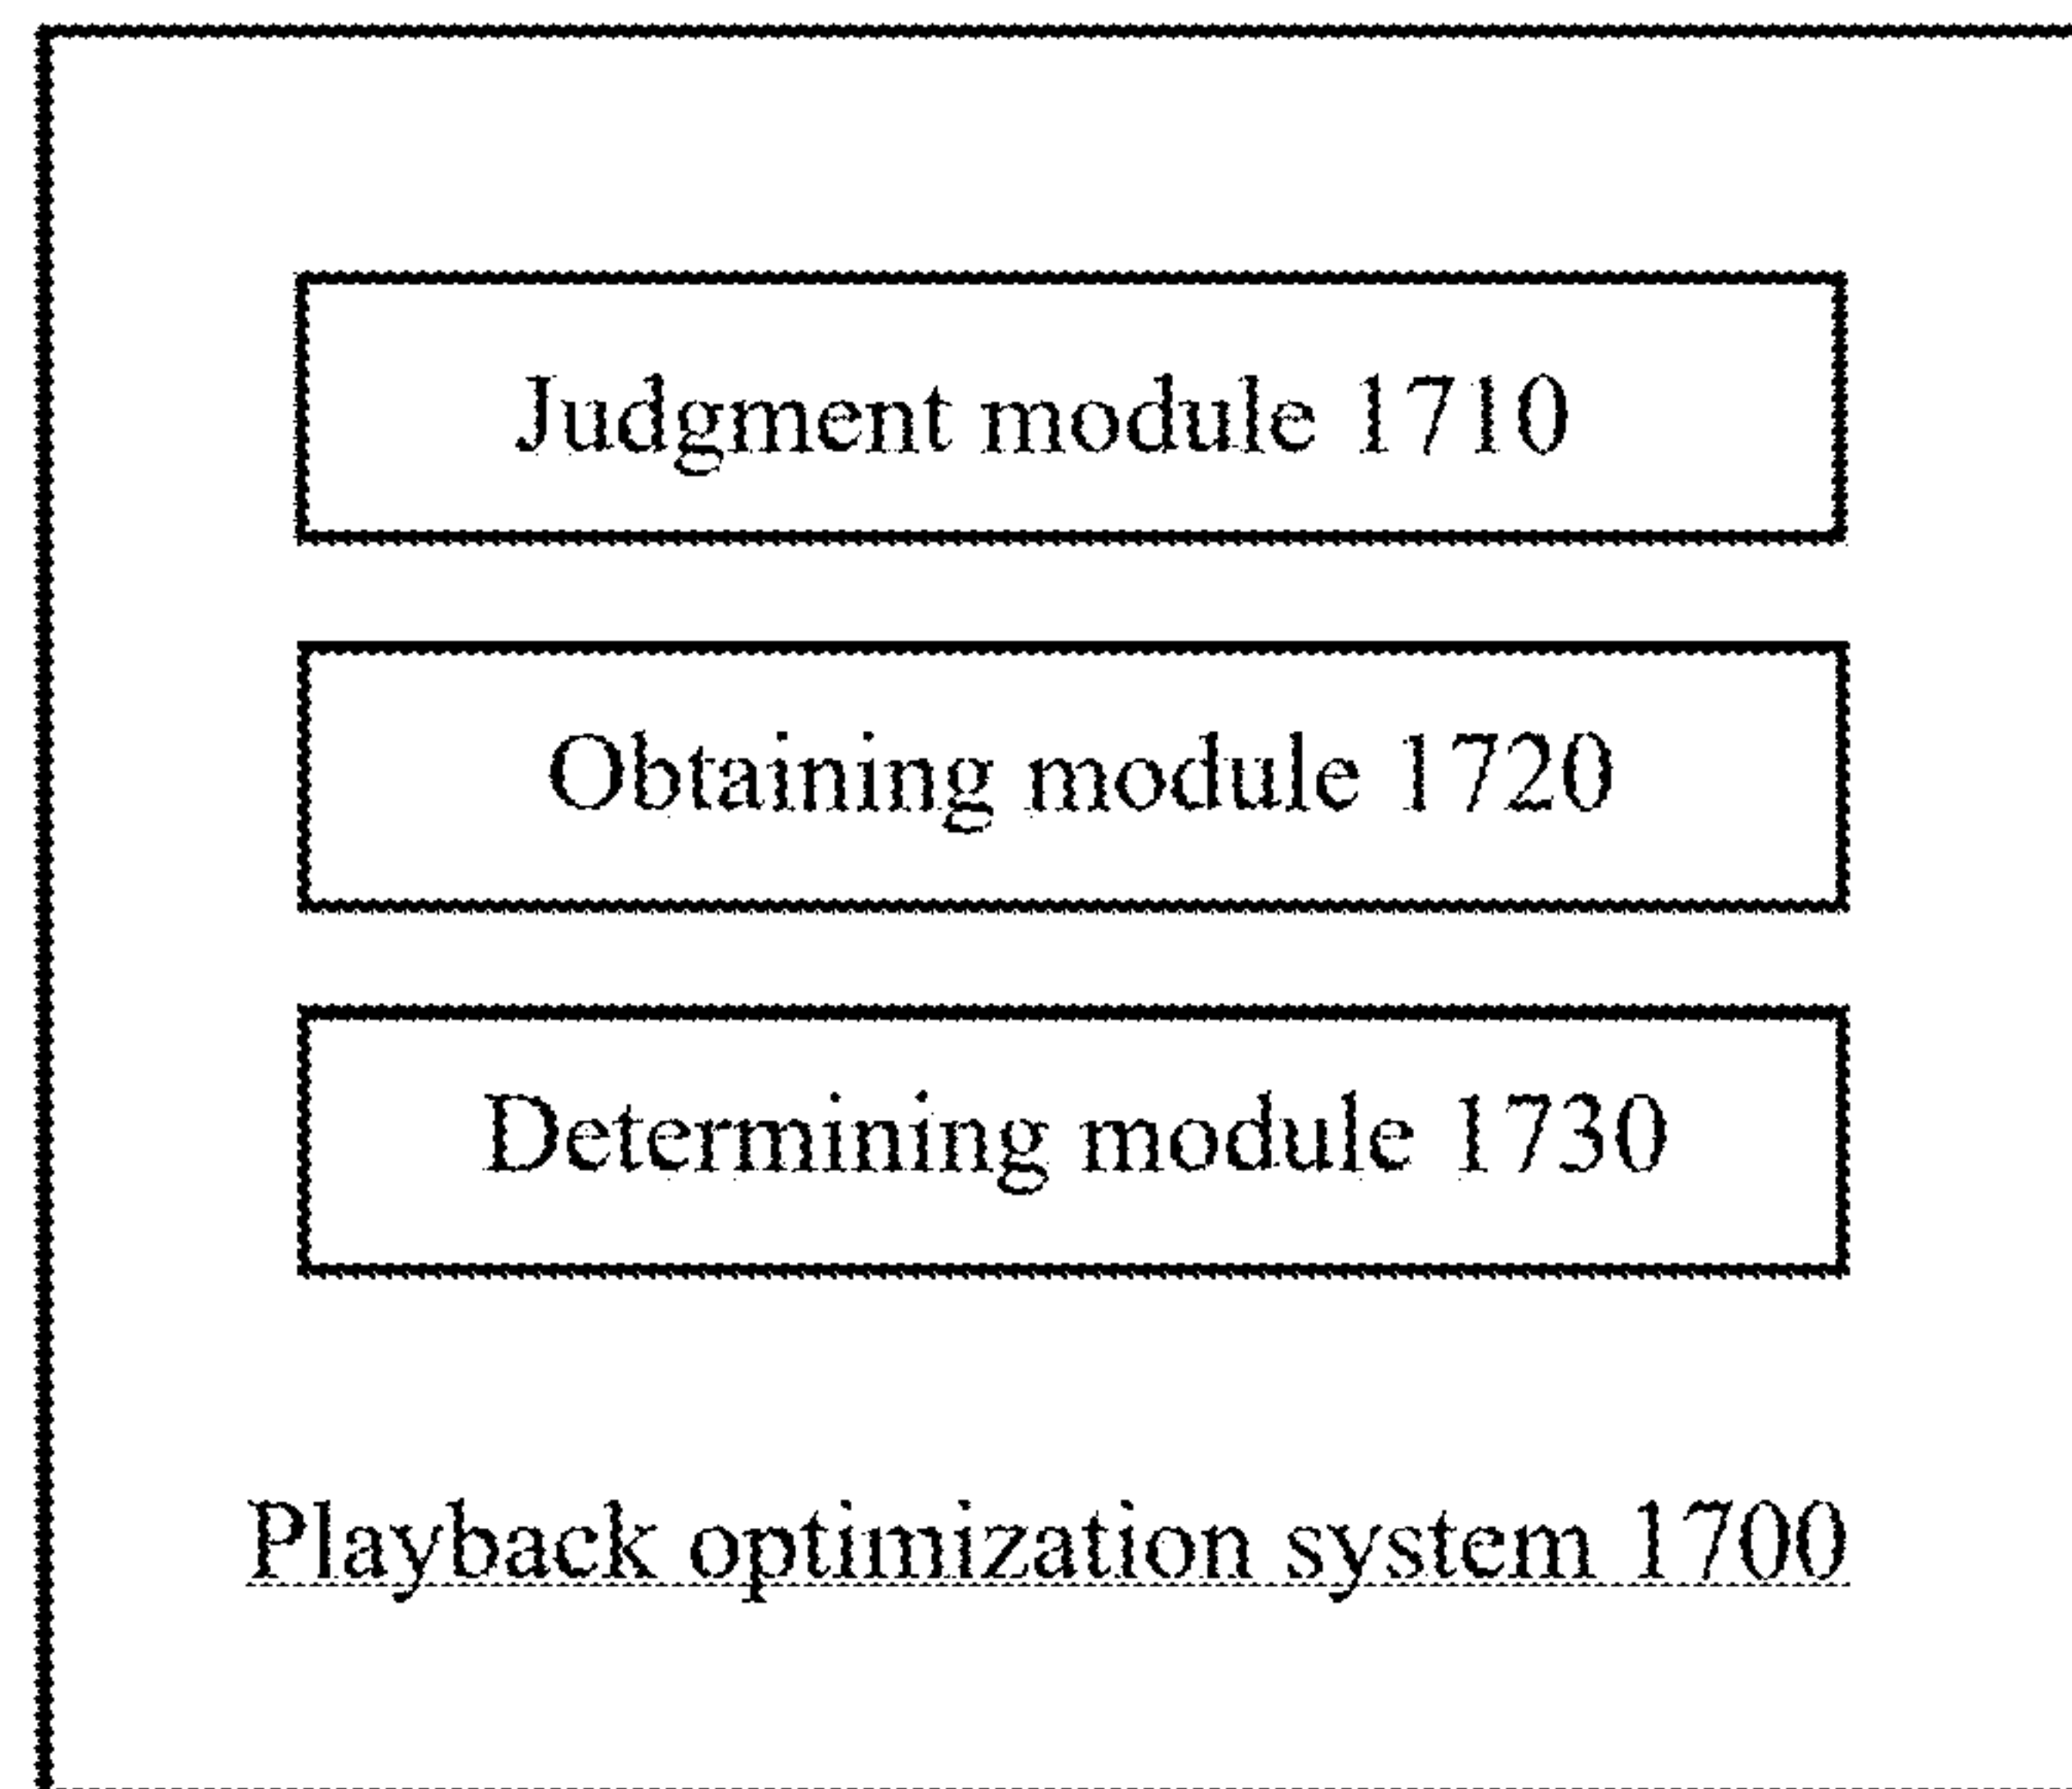 Judgment module 1710
Obtaining module 1720
Determining module 1730
Playback optimization system 1700